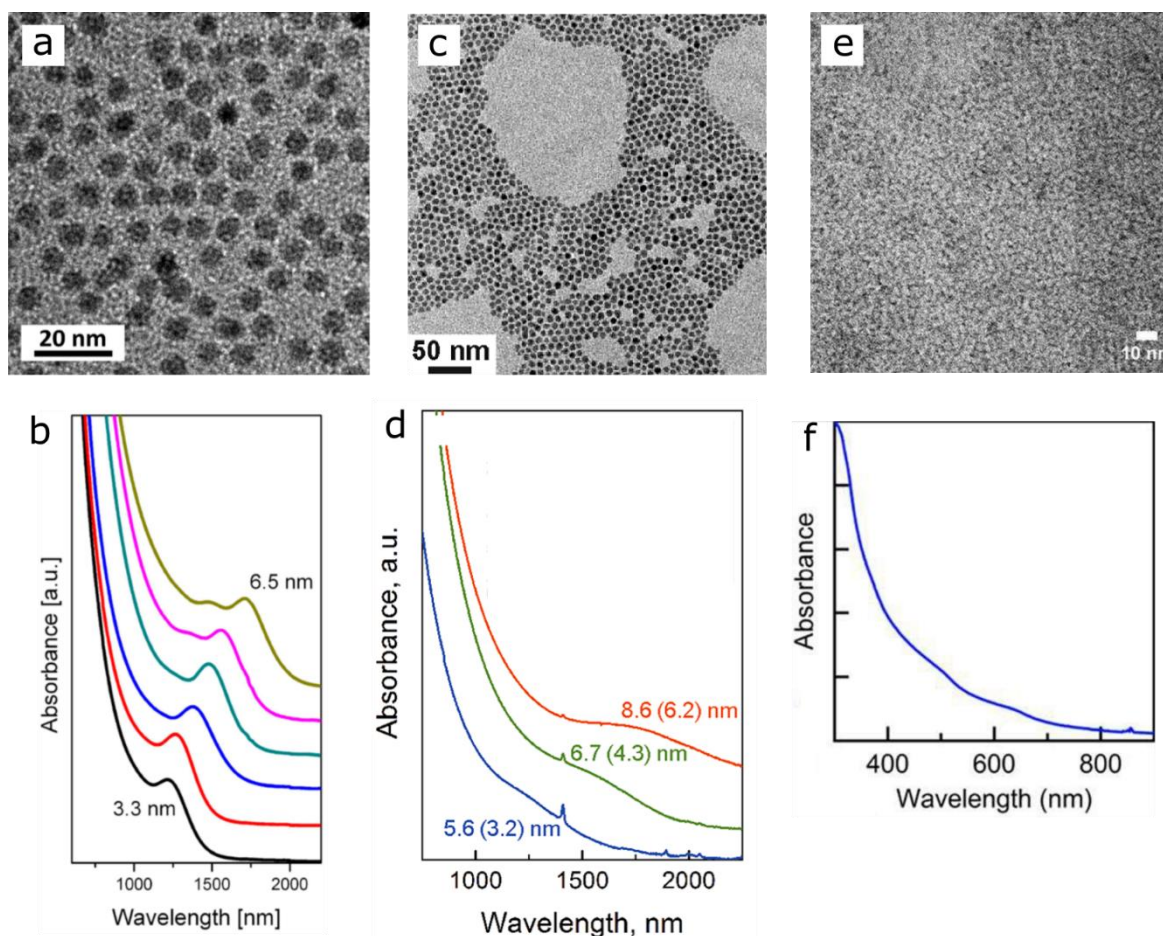 a
20 nm
c
50 nm
e
10 nm
b
Absorbance [a.u.]
6.5 nm
3.3 nm
1000 1500 2000
Wavelength [nm]
d
Absorbance, a.u.
8.6 (6.2) nm
6.7 (4.3) nm
5.6 (3.2) nm
1000 1500 2000
Wavelength, nm
f
Absorbance
400 600 800
Wavelength (nm)